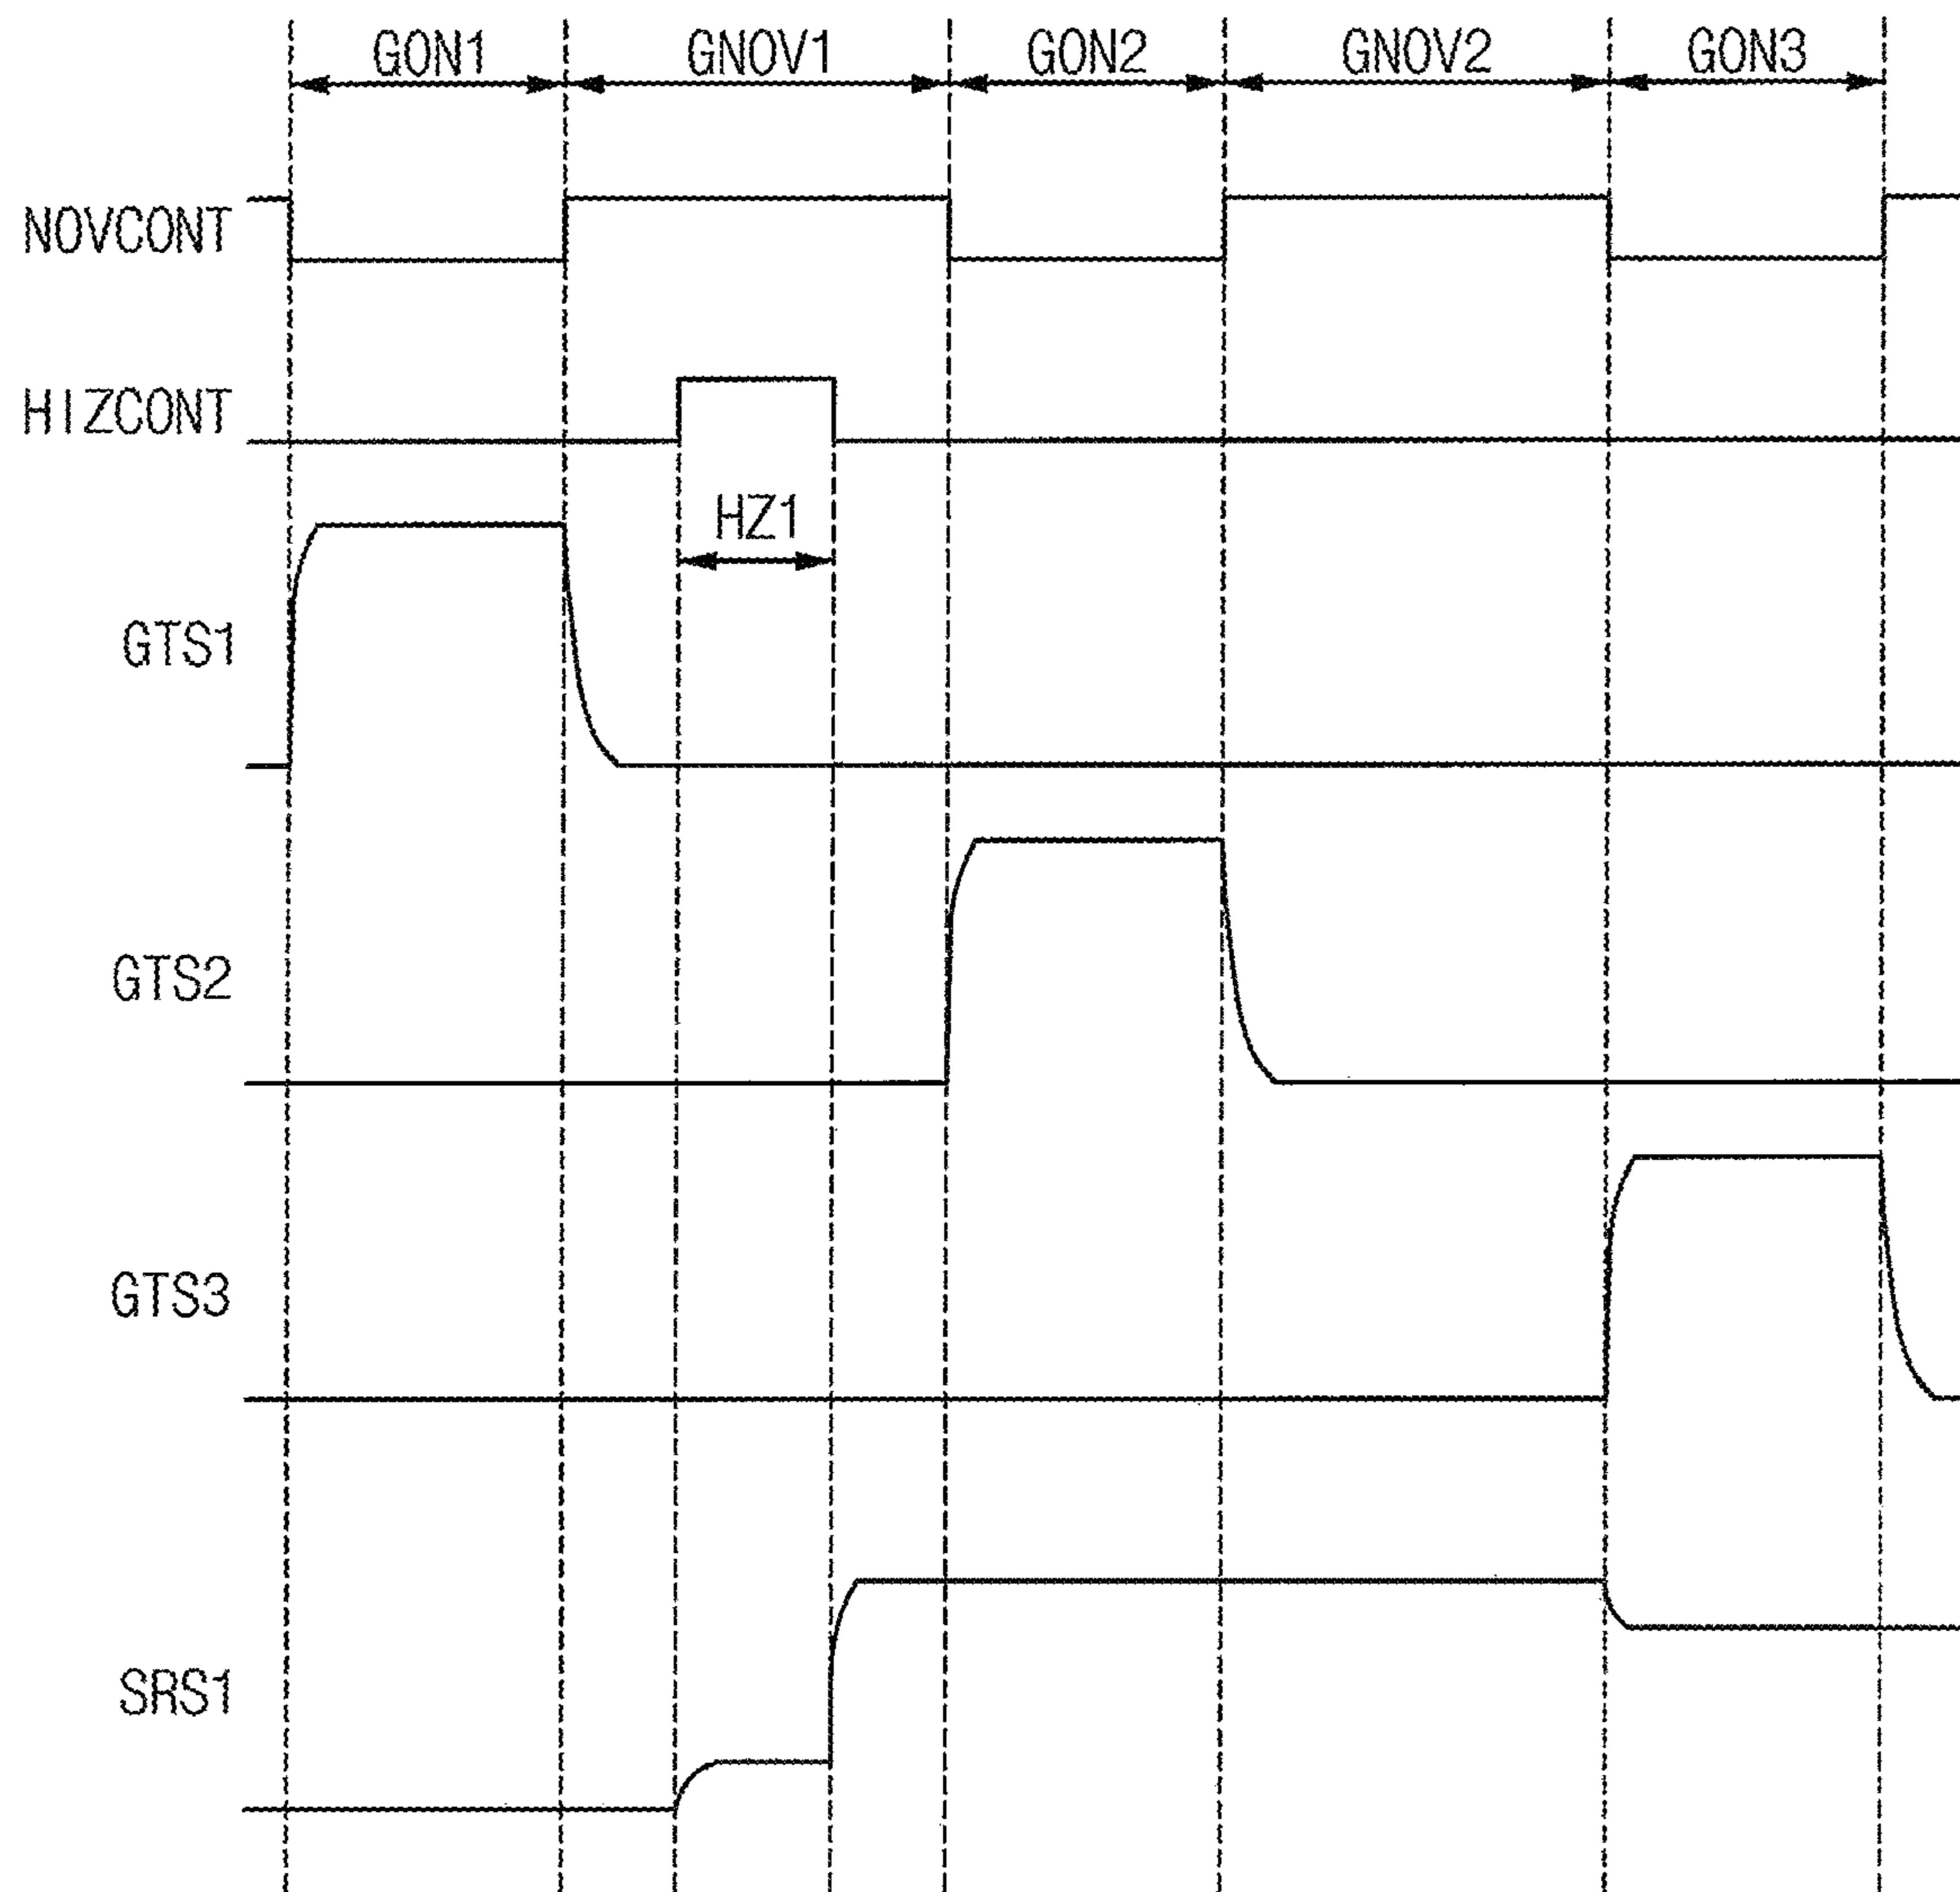 GON1 GNOV1 GON2 GNOV2 GON3
NOVCONT
HIZCONT
HZ1
GTS1
GTS2
GTS3
SRS1